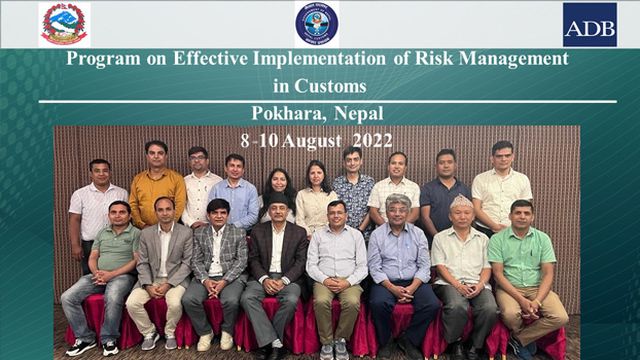 ADB
Program on Effective Implementation of Risk Management
in Customs
Pokhara, Nepal
8-10 August 2022